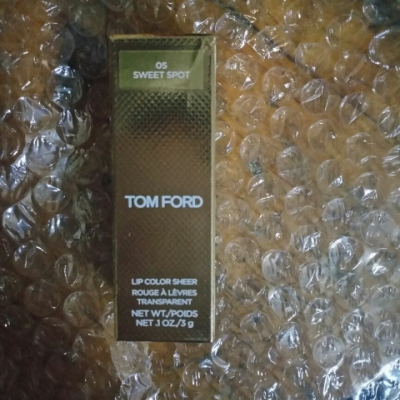 05
SWEET SPOT
TOM FORD
LIP COLOR SHEER
ROUGE À LÈVRES
TRANSPARENT
NET WT./POIDS
NET .1 OZ./3 g